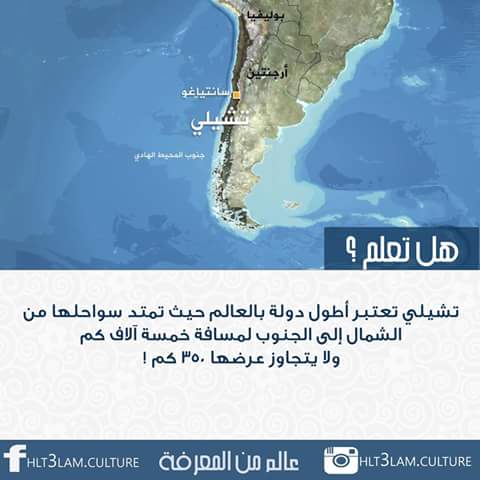 بوليفيا
أرجنتين
سانتياغو
تشيلي
جنوب المحيط الهادي
هل تعلم ؟
تشيلي تعتبر أطول دولة بالعالم حيث تمتد سواحلها من
الشمال إلى الجنوب لمسافة خمسة آلاف كم
ولا يتجاوز عرضها ٣٥٠ كم !
HLT3LAM.CULTURE عالم من المعرفة HLT3LAM.CULTURE